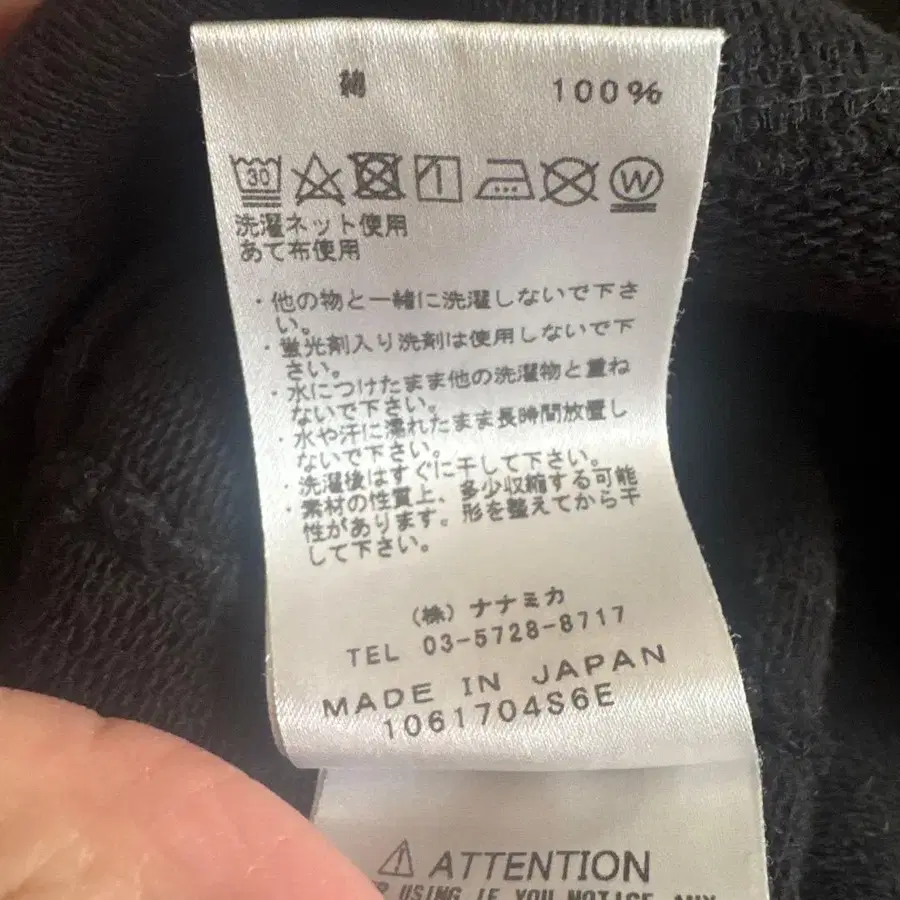 綿 100%
30 W
洗濯ネット使用
あて布使用
・他の物と一緒に洗濯しないで下さ
い。
・蛍光剤入り洗剤は使用しないで下
さい。
・水につけたまま他の洗濯物と重ね
ないで下さい。
・水や汗に濡れたまま長時間放置し
ないで下さい。
・洗濯後はすぐに干して下さい。
・素材の性質上、多少収縮する可能
性があります。形を整えてから干
して下さい。
(株)ナナミカ
TEL 03-5728-8717
MADE IN JAPAN
1061704S6E
ATTENTION
USING IF YOU NOTICE ANY